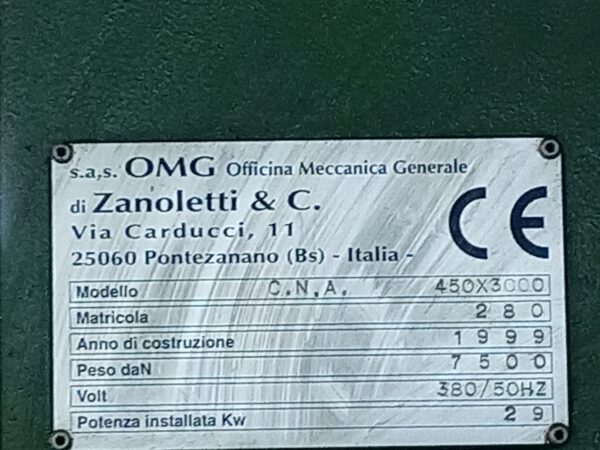 s.a.s. OMG Officina Meccanica Generale
di Zanoletti & C.
Via Carducci, 11
25060 Pontezanano (Bs) - Italia -
CE
Modello C.N.A. 450X3000
Matricola 280
Anno di costruzione 1999
Peso daN 7500
Volt 380/50HZ
Potenza installata Kw 29